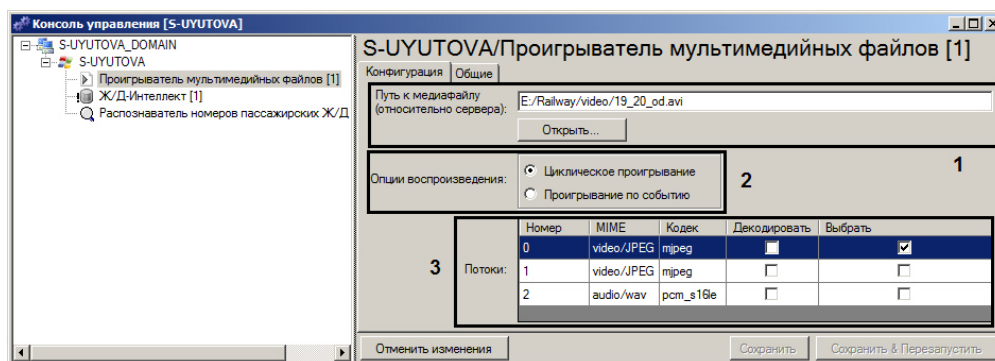 Консоль управления [S-UYUTOVA]
S-UYUTOVA_DOMAIN
S-UYUTOVA
Проигрыватель мультимедийных файлов [1]
Ж/Д-Интеллект [1]
Распознаватель номеров пассажирских Ж/Д
S-UYUTOVA/Проигрыватель мультимедийных файлов [1]
Конфигурация Общие
Путь к медиафайлу
(относительно сервера):
E:/Railway/video/19_20_od.avi
Открыть...
1
Опции воспроизведения:
Циклическое проигрывание
Проигрывание по событию
2
3
Потоки:
Номер MIME Кодек Декодировать Выбрать
0 video/JPEG mjpeg
1 video/JPEG mjpeg
2 audio/wav pcm_s16le
Отменить изменения Сохранить Сохранить & Перезапустить